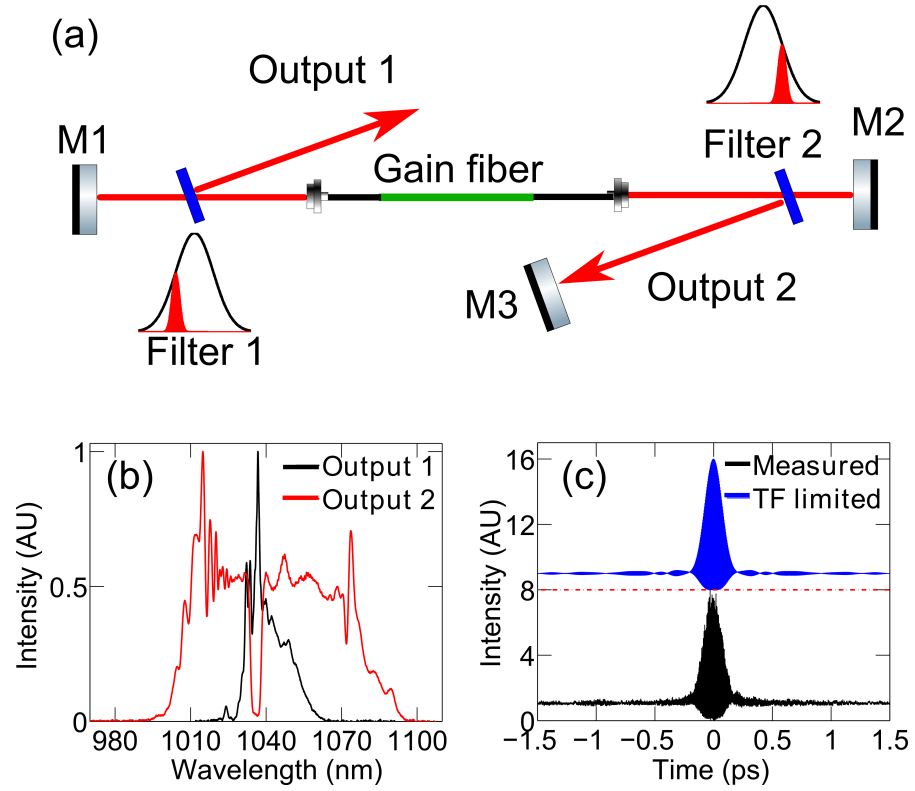 (a)
Output 1
M1
Gain fiber
Filter 2
M2
M3
Output 2
Filter 1
(b)
Output 1
Output 2
Intensity (AU)
1
0.5
0
980 1010 1040 1070 1100
Wavelength (nm)
(c)
Measured
TF limited
Intensity (AU)
16
12
8
4
0
−1.5 −1 −0.5 0 0.5 1 1.5
Time (ps)